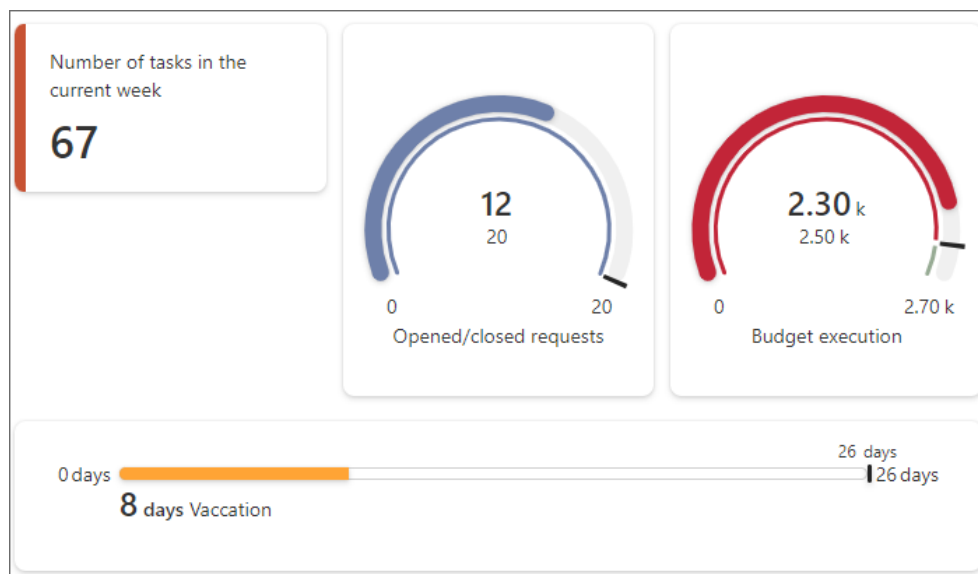 Number of tasks in the
current week
67
12
20
0
20
Opened/closed requests
2.30 k
2.50 k
0
2.70 k
Budget execution
26 days
0 days
26 days
8 days Vaccation